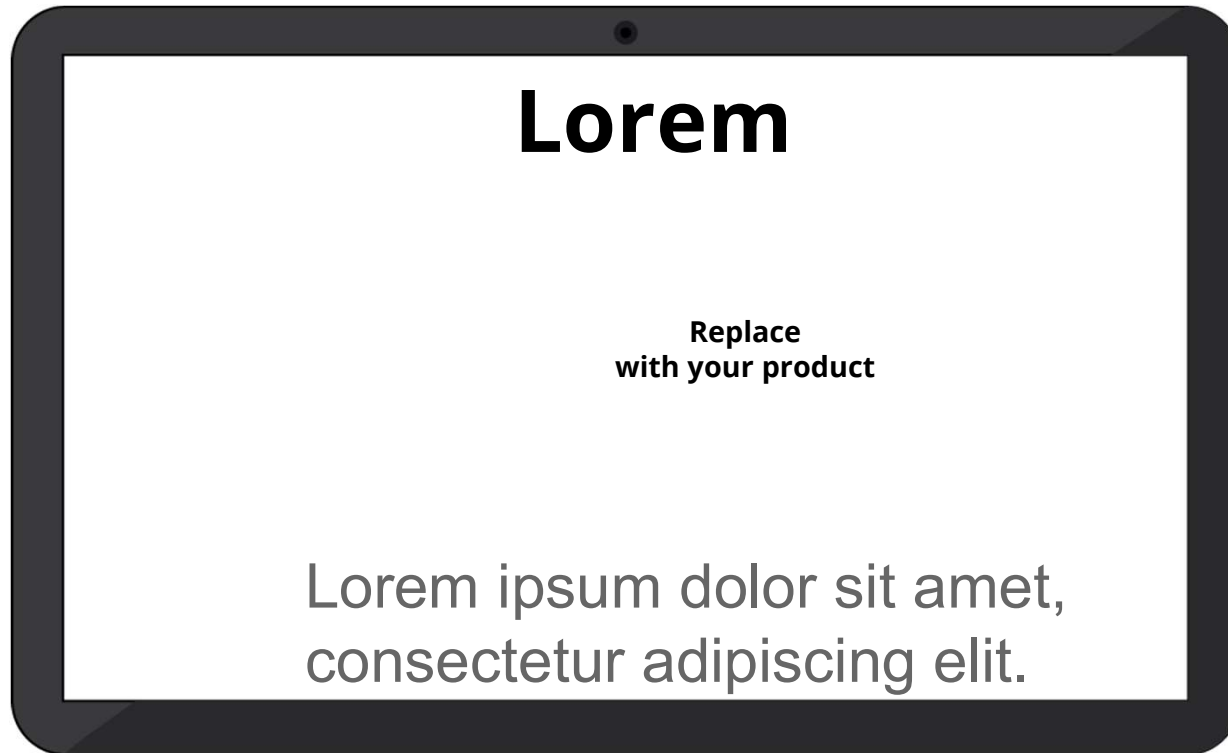 Lorem
Replace
with your product
Lorem ipsum dolor sit amet,
consectetur adipiscing elit.